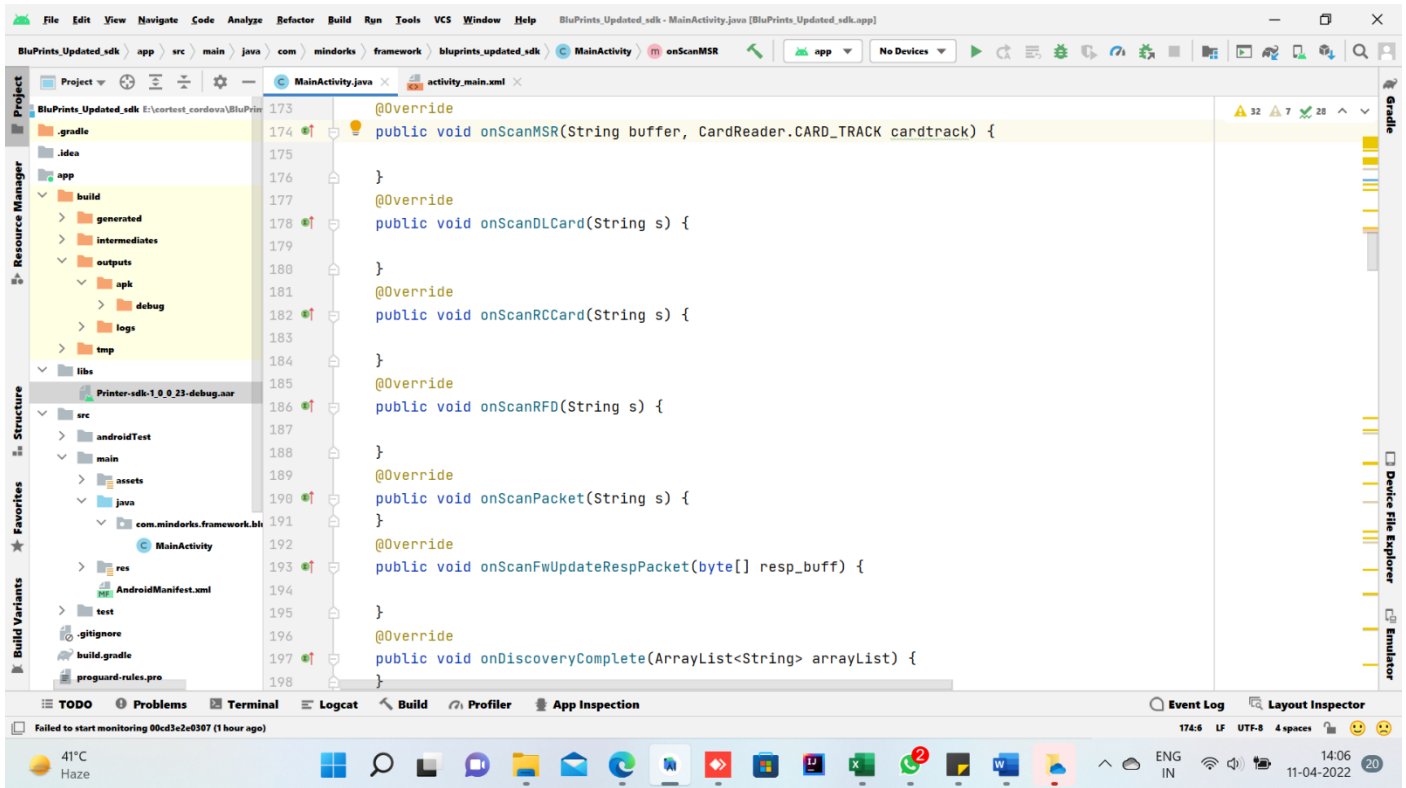 File Edit View Navigate Code Analyze Refactor Build Run Tools VCS Window Help BluPrints_Updated_sdk - MainActivity.java [BluPrints_Updated_sdk.app]
BluPrints_Updated_sdk app src main java com mindorks framework bluprints_updated_sdk C MainActivity m onScanMSR app No Devices
Project MainActivity.java activity_main.xml
BluPrints_Updated_sdk E:\cortest_cordova\BluPrin
.gradle
.idea
app
build
generated
intermediates
outputs
apk
debug
logs
tmp
libs
Printer-sdk-1_0_0_23-debug.aar
src
androidTest
main
assets
java
com.mindorks.framework.blu
MainActivity
res
AndroidManifest.xml
test
.gitignore
build.gradle
proguard-rules.pro
173 @Override
174 public void onScanMSR(String buffer, CardReader.CARD_TRACK cardtrack) {
175
176 }
177 @Override
178 public void onScanDLCard(String s) {
179
180 }
181 @Override
182 public void onScanRCCard(String s) {
183
184 }
185 @Override
186 public void onScanRFD(String s) {
187
188 }
189 @Override
190 public void onScanPacket(String s) {
191 }
192 @Override
193 public void onScanFwUpdateRespPacket(byte[] resp_buff) {
194
195 }
196 @Override
197 public void onDiscoveryComplete(ArrayList<String> arrayList) {
198 }
32 7 28
Project
Resource Manager
Structure
Favorites
Build Variants
Gradle
Device File Explorer
Emulator
TODO Problems Terminal Logcat Build Profiler App Inspection Event Log Layout Inspector
Failed to start monitoring 00cd3e2e0307 (1 hour ago) 174:6 LF UTF-8 4 spaces
41°C
Haze
2
ENG
IN
14:06
11-04-2022
20